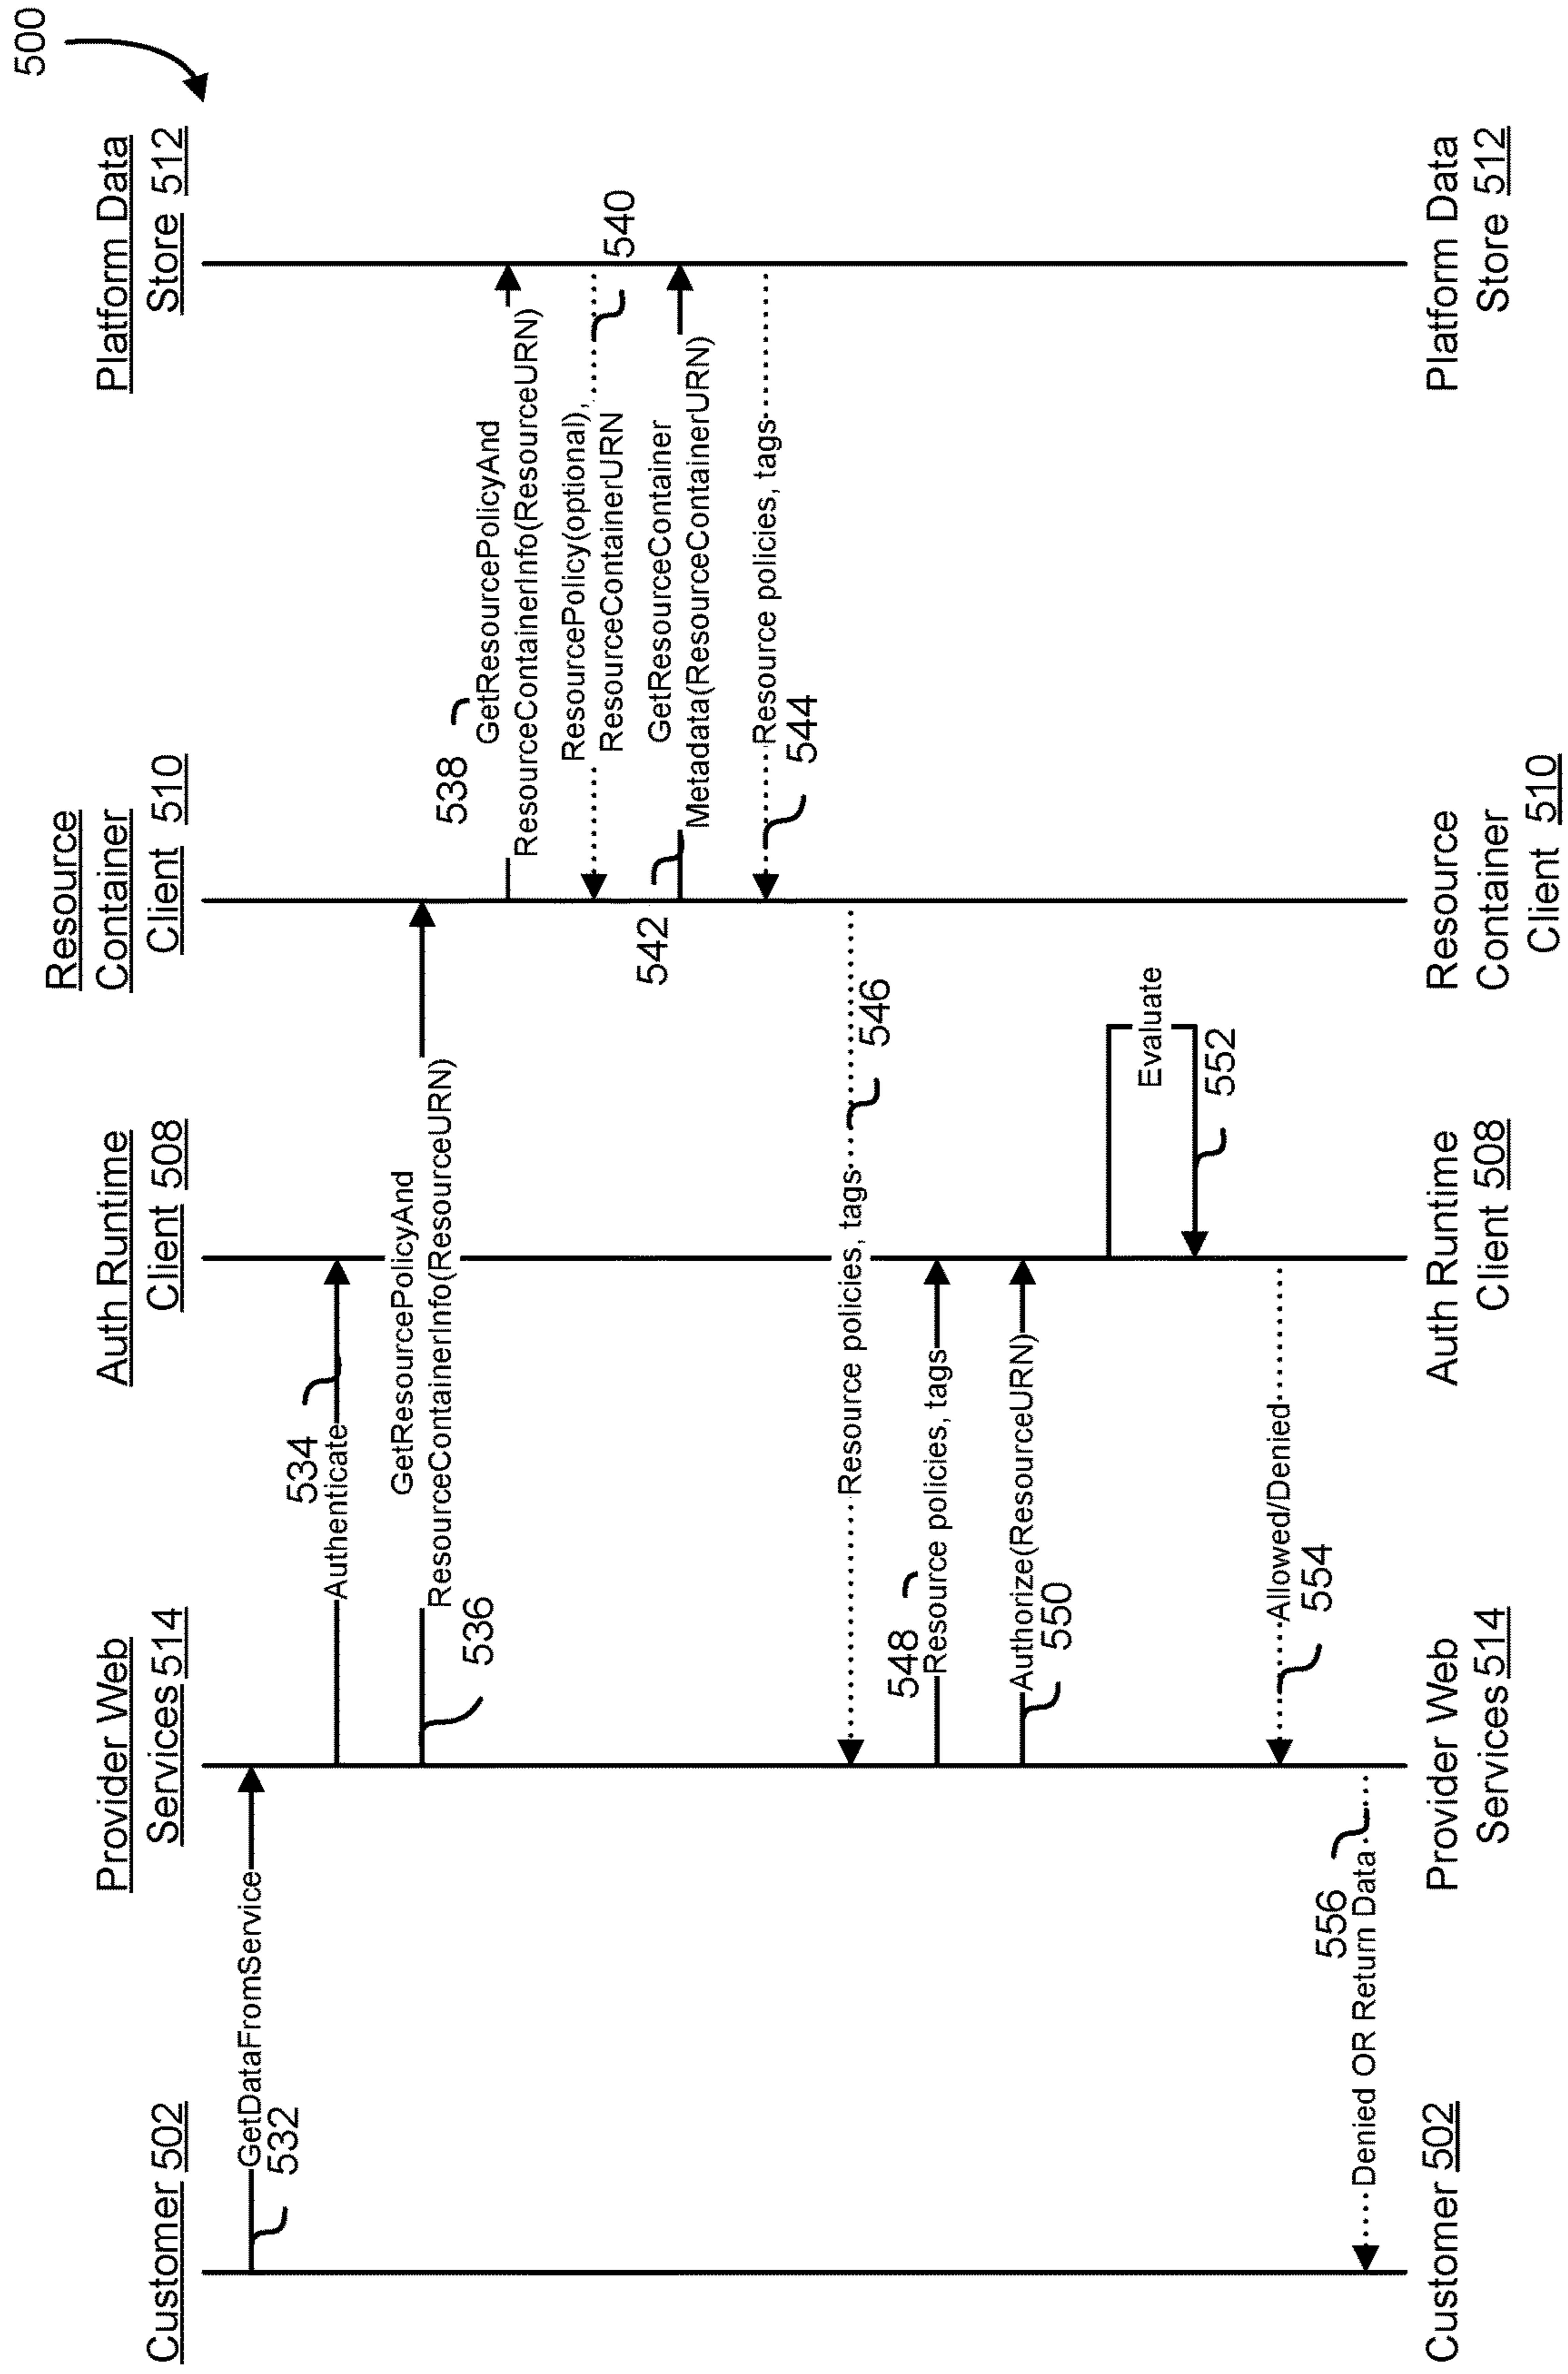 500
Customer 502
Provider Web
Services 514
Auth Runtime
Client 508
Resource
Container
Client 510
Platform Data
Store 512
GetDataFromService
532
534
Authenticate
GetResourcePolicyAnd
ResourceContainerInfo(ResourceURN)
536
538
GetResourcePolicyAnd
ResourceContainerInfo(ResourceURN)
540
ResourcePolicy(optional),
ResourceContainerURN
542
GetResourceContainer
Metadata(ResourceContainerURN)
Resource policies, tags
544
Resource policies, tags
546
548
Resource policies, tags
Authorize(ResourceURN)
550
Evaluate
552
Allowed/Denied
554
556
Denied OR Return Data
Customer 502
Provider Web
Services 514
Auth Runtime
Client 508
Resource
Container
Client 510
Platform Data
Store 512